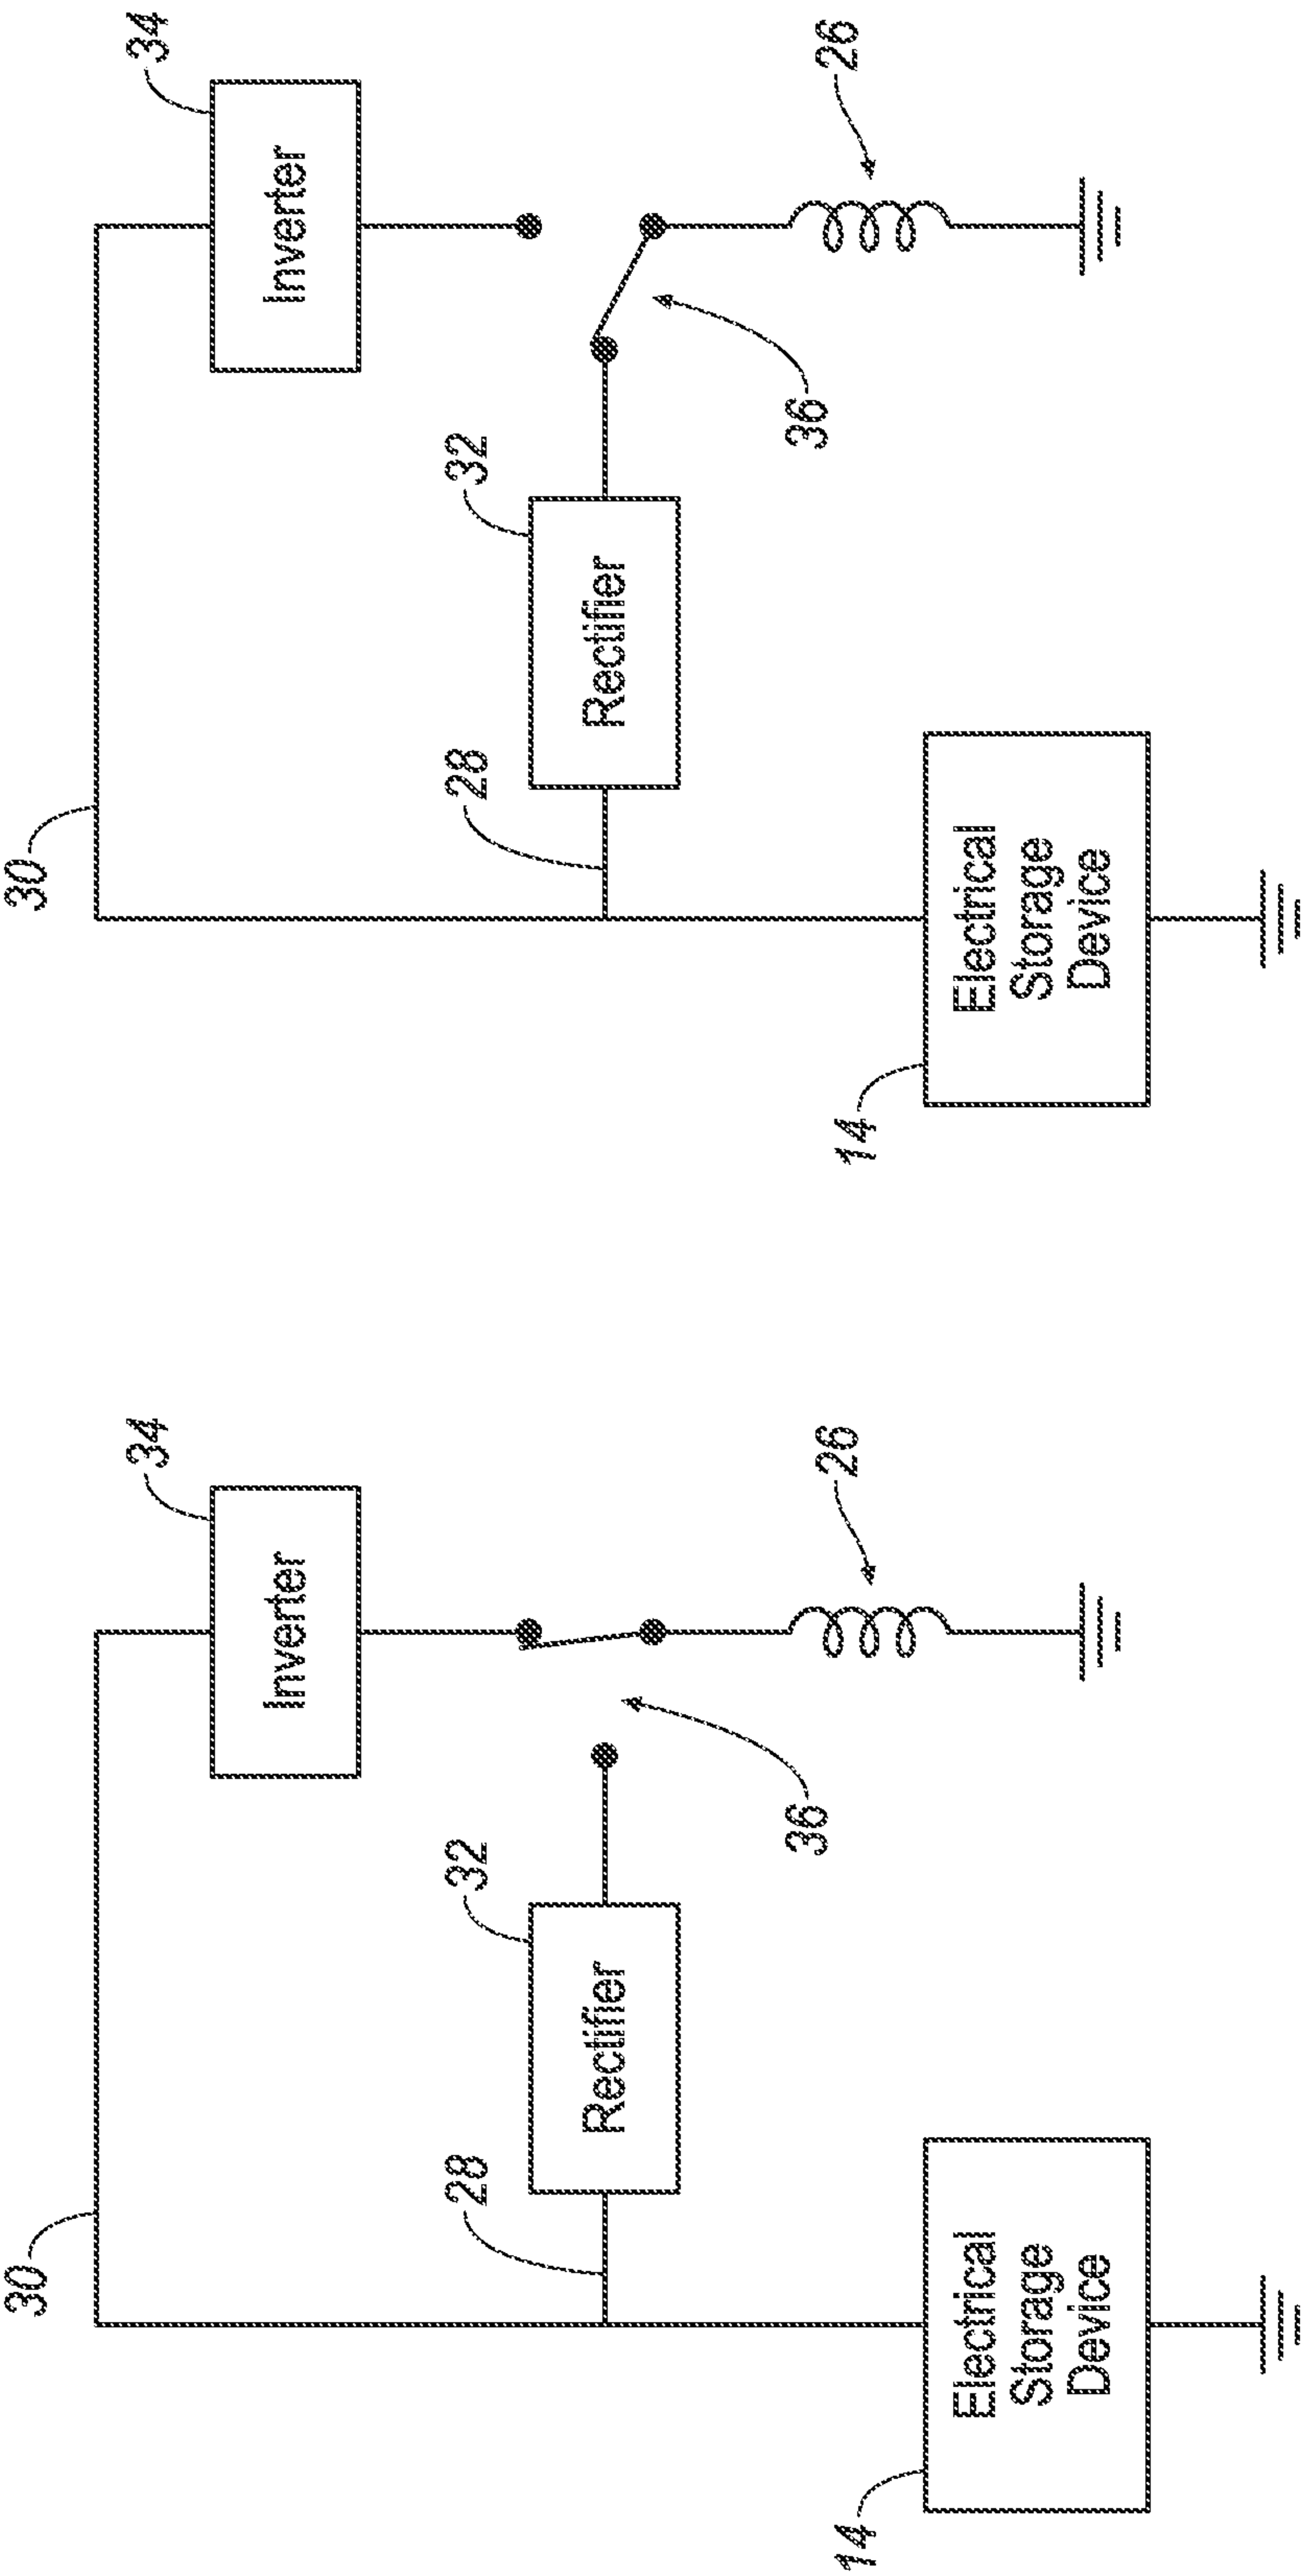 30
34
Inverter
28
32
Rectifier
36
26
14
Electrical
Storage
Device
30
34
Inverter
28
32
Rectifier
36
26
14
Electrical
Storage
Device